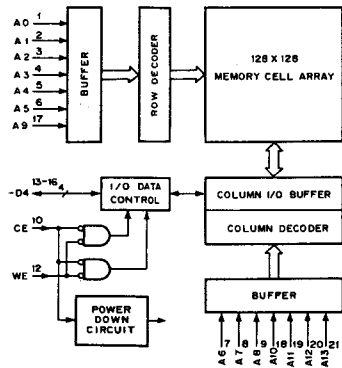 A0 1
A1 2
A2 3
A3 4
A4 5
A5 6
A9 17
BUFFER
ROW DECODER
128 X 128
MEMORY CELL ARRAY
-D4 13-16 4
I/O DATA
CONTROL
COLUMN I/O BUFFER
COLUMN DECODER
CE 10
WE 12
POWER
DOWN
CIRCUIT
BUFFER
A6 7
A7 8
A8 9
A10 18
A11 19
A12 20
A13 21